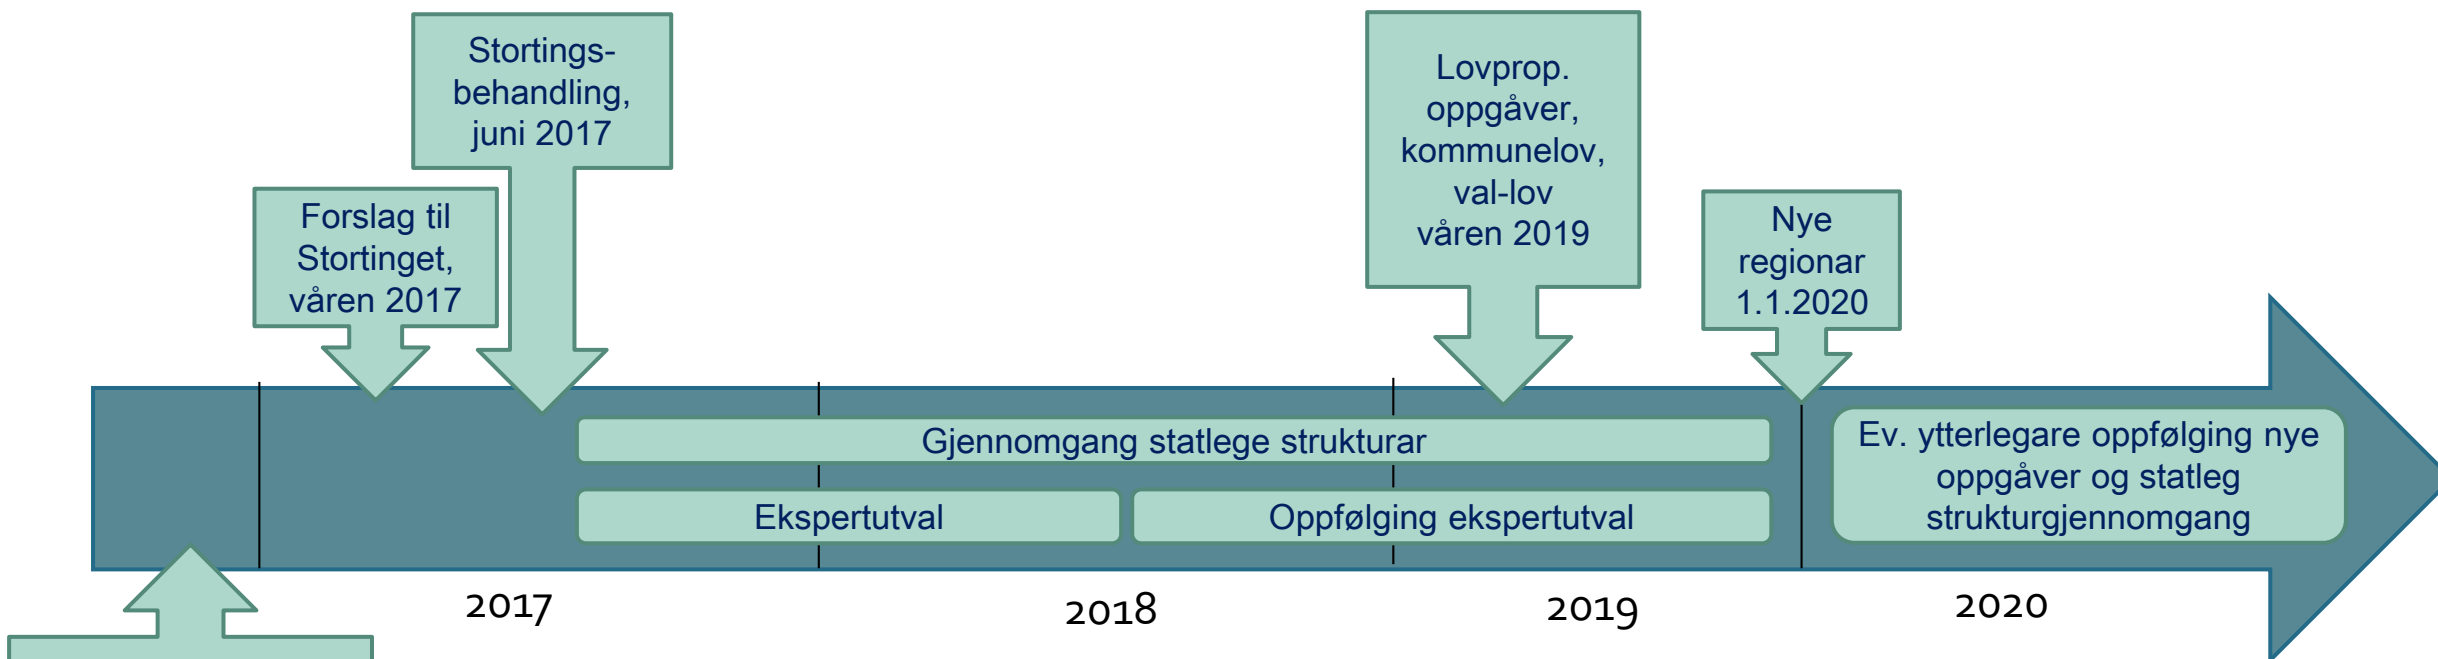 Stortings-
behandling,
juni 2017
Forslag til
Stortinget,
våren 2017
Lovprop.
oppgåver,
kommunelov,
val-lov
våren 2019
Nye
regionar
1.1.2020
Gjennomgang statlege strukturar
Ekspertutval
Oppfølging ekspertutval
Ev. ytterlegare oppfølging nye
oppgåver og statleg
strukturgjennomgang
2017
2018
2019
2020